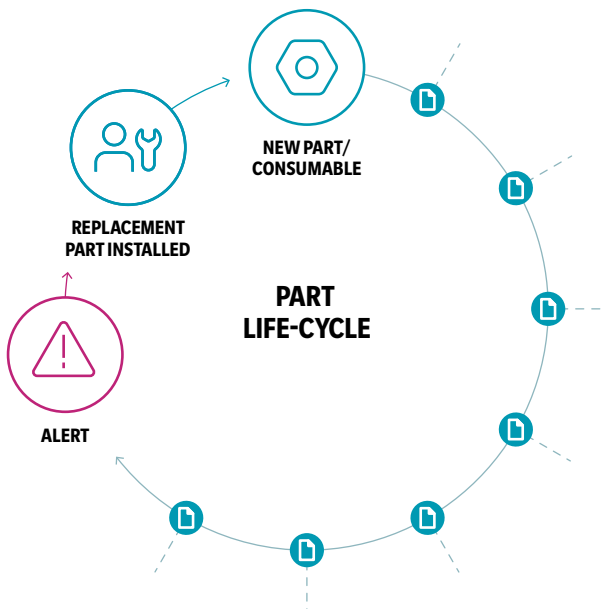 NEW PART/
CONSUMABLE
REPLACEMENT
PART INSTALLED
PART
LIFE-CYCLE
ALERT